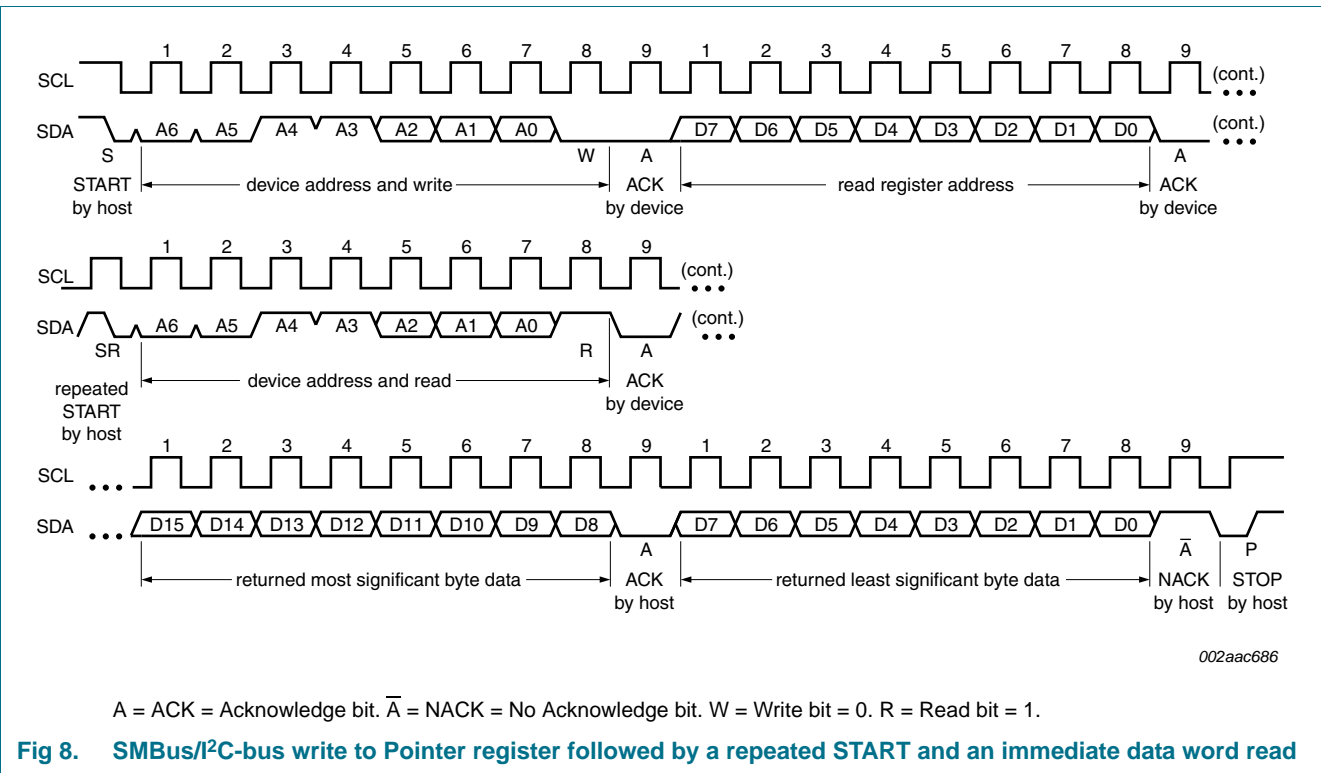 1 2 3 4 5 6 7 8 9 1 2 3 4 5 6 7 8 9
SCL (cont.)
SDA A6 A5 A4 A3 A2 A1 A0 D7 D6 D5 D4 D3 D2 D1 D0 (cont.)
S W A A
START device address and write ACK read register address ACK
by host by device by device
1 2 3 4 5 6 7 8 9
SCL (cont.)
SDA A6 A5 A4 A3 A2 A1 A0 (cont.)
SR R A
repeated device address and read ACK
START by device
by host
1 2 3 4 5 6 7 8 9 1 2 3 4 5 6 7 8 9
SCL
SDA D15 D14 D13 D12 D11 D10 D9 D8 D7 D6 D5 D4 D3 D2 D1 D0
A A̅ P
returned most significant byte data ACK returned least significant byte data NACK STOP
by host by host by host
002aac686
A = ACK = Acknowledge bit. A̅ = NACK = No Acknowledge bit. W = Write bit = 0. R = Read bit = 1.
Fig 8. SMBus/I²C-bus write to Pointer register followed by a repeated START and an immediate data word read